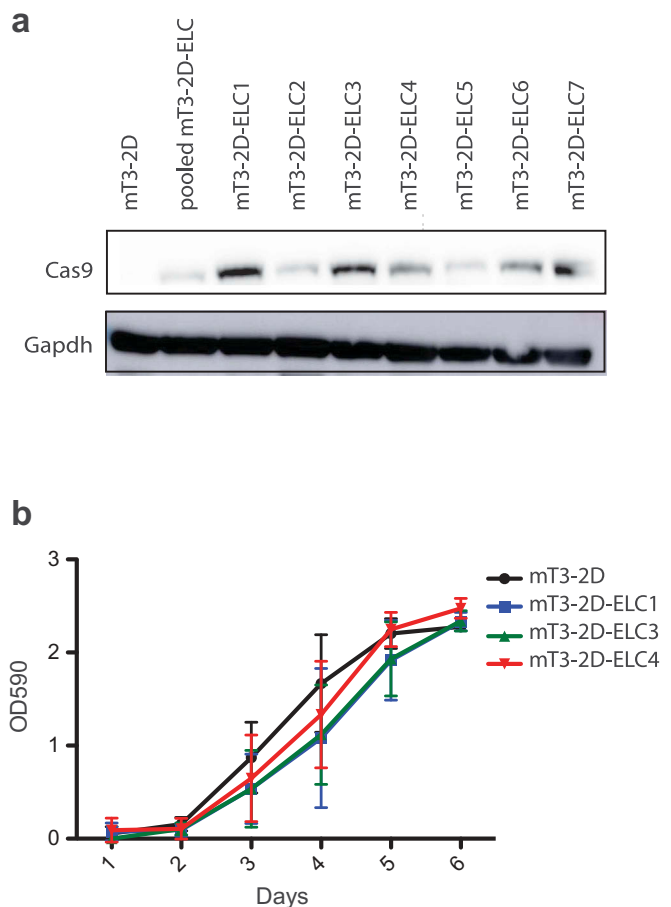 a
mT3-2D
pooled mT3-2D-ELC
mT3-2D-ELC1
mT3-2D-ELC2
mT3-2D-ELC3
mT3-2D-ELC4
mT3-2D-ELC5
mT3-2D-ELC6
mT3-2D-ELC7
Cas9
Gapdh
b
3
2
1
0
OD590
1
2
3
4
5
6
Days
mT3-2D
mT3-2D-ELC1
mT3-2D-ELC3
mT3-2D-ELC4